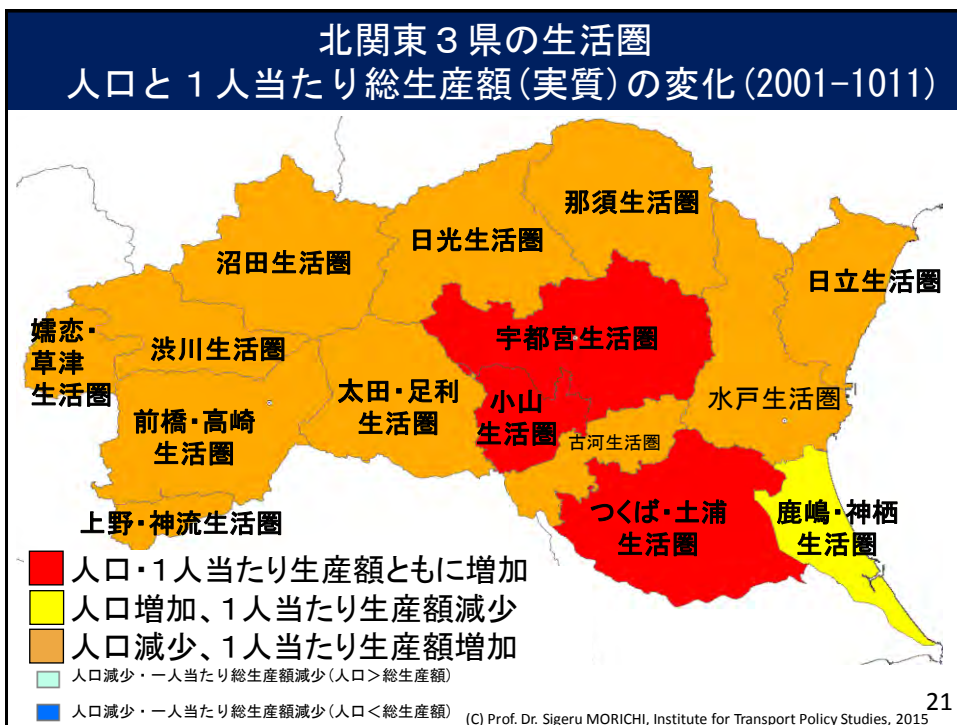 北関東３県の生活圏
人口と１人当たり総生産額(実質)の変化(2001-1011)
那須生活圏
日光生活圏
沼田生活圏
日立生活圏
嬬恋・
草津
生活圏
渋川生活圏
宇都宮生活圏
太田・足利
生活圏
小山
生活圏
水戸生活圏
前橋・高崎
生活圏
古河生活圏
上野・神流生活圏
つくば・土浦
生活圏
鹿嶋・神栖
生活圏
人口・１人当たり生産額ともに増加
人口増加、１人当たり生産額減少
人口減少、１人当たり生産額増加
人口減少・一人当たり総生産額減少(人口＞総生産額)
人口減少・一人当たり総生産額減少(人口＜総生産額)
(C) Prof. Dr. Sigeru MORICHI, Institute for Transport Policy Studies, 2015
21